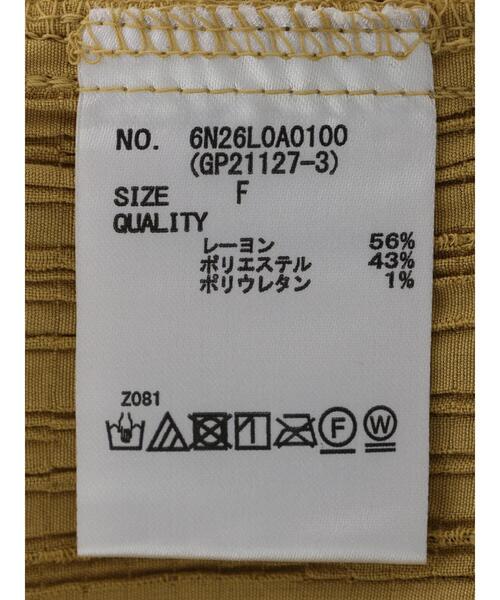 NO. 6N26L0A0100
(GP21127-3)
SIZE F
QUALITY
レーヨン 56%
ポリエステル 43%
ポリウレタン 1%
Z081
F W